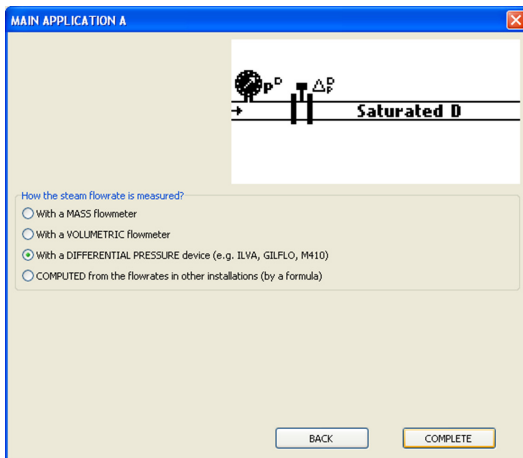 MAIN APPLICATION A
pD ΔpD
Saturated D
How the steam flowrate is measured?
With a MASS flowmeter
With a VOLUMETRIC flowmeter
With a DIFFERENTIAL PRESSURE device (e.g. ILVA, GILFLO, M410)
COMPUTED from the flowrates in other installations (by a formula)
BACK COMPLETE